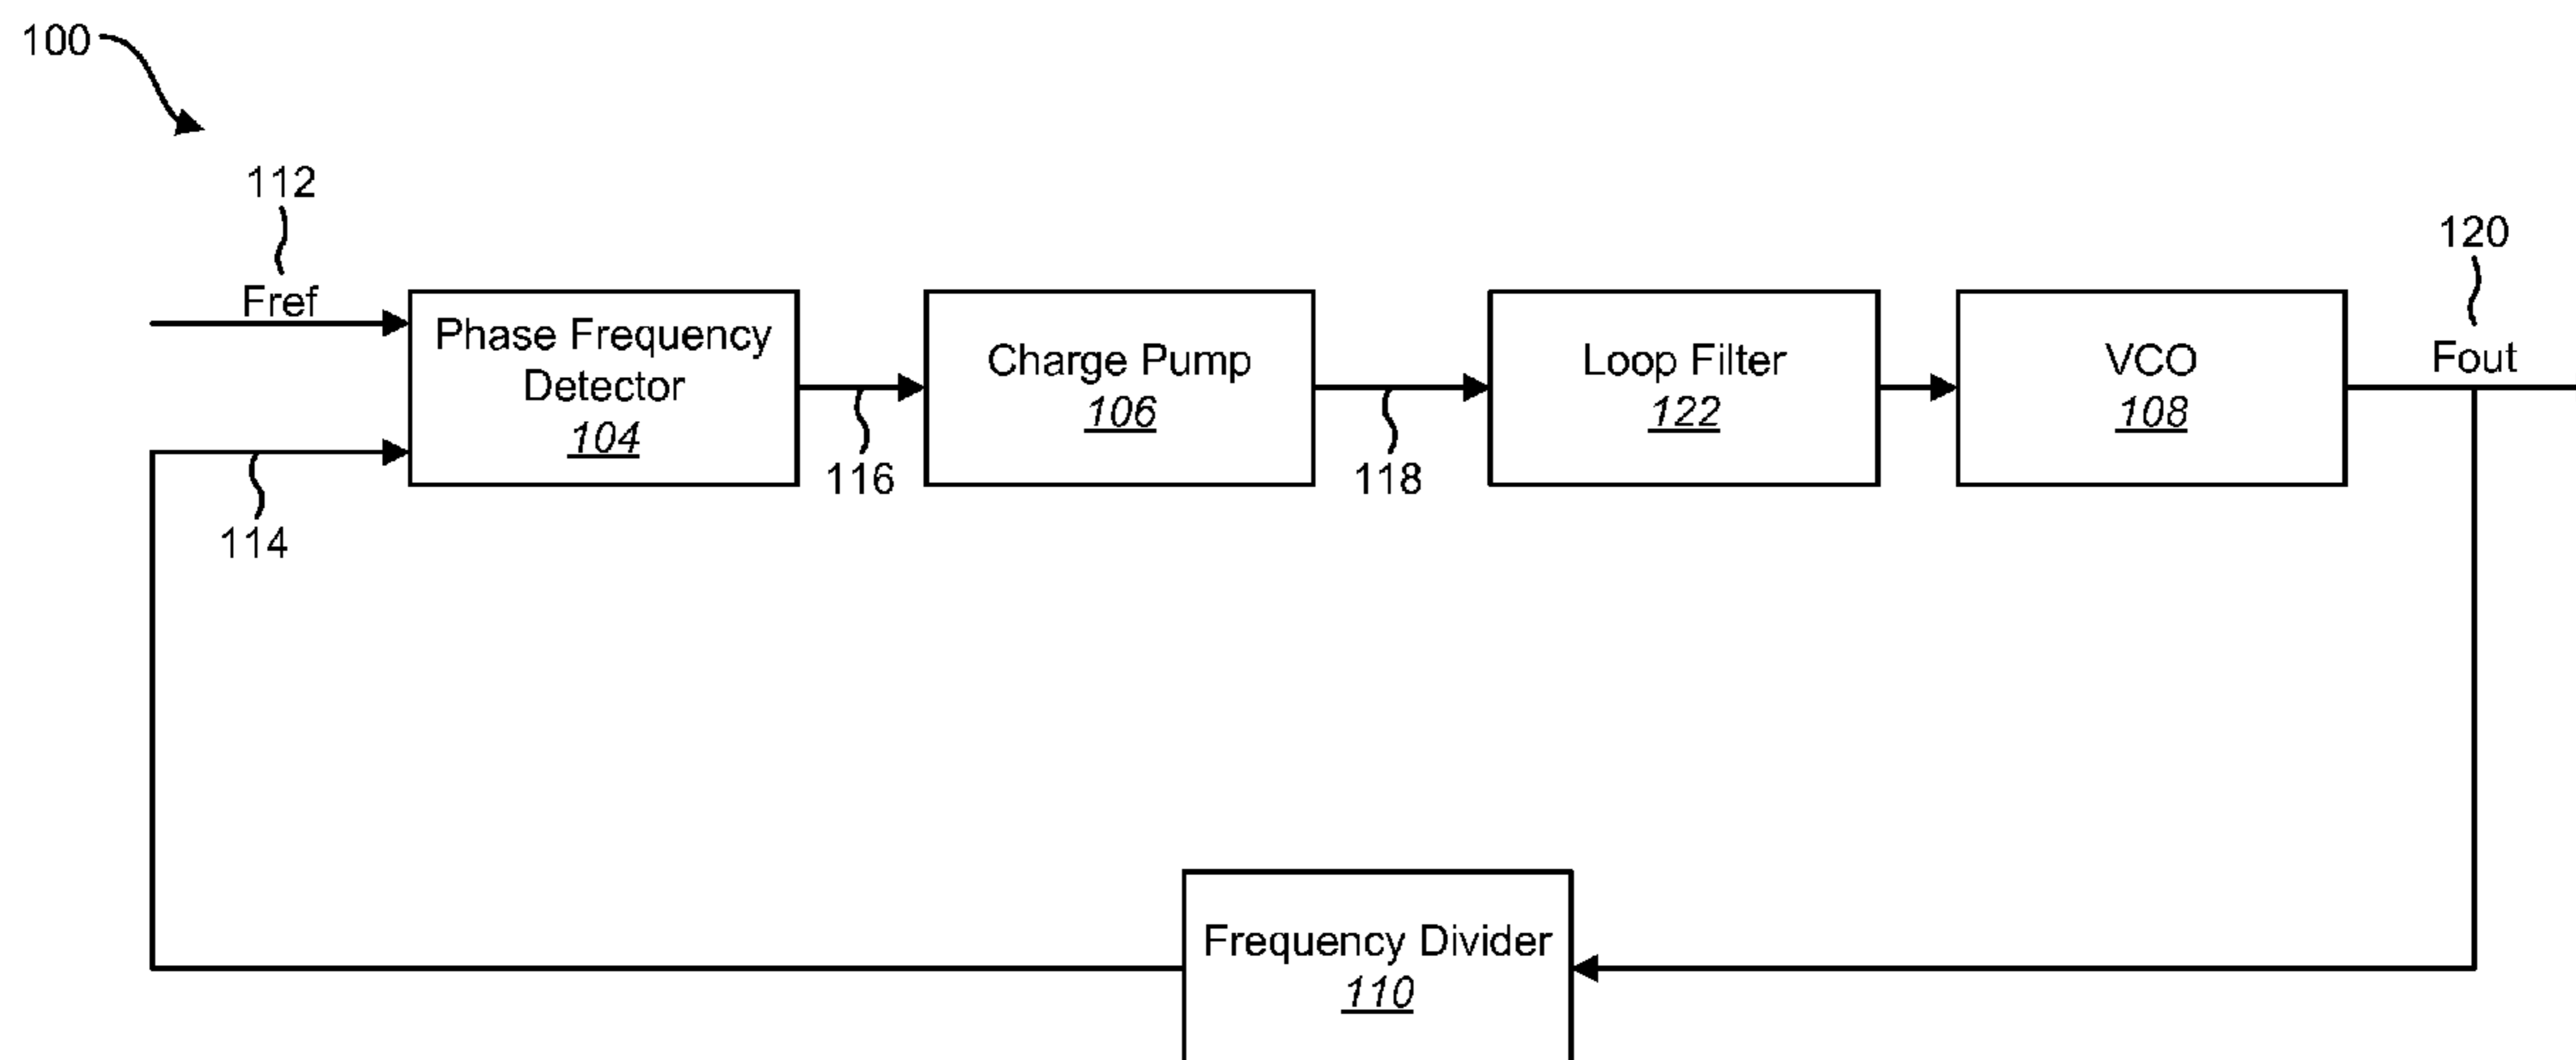 100
112
120
Fref
Fout
Phase Frequency
Detector
104
Charge Pump
106
Loop Filter
122
VCO
108
116
118
114
Frequency Divider
110